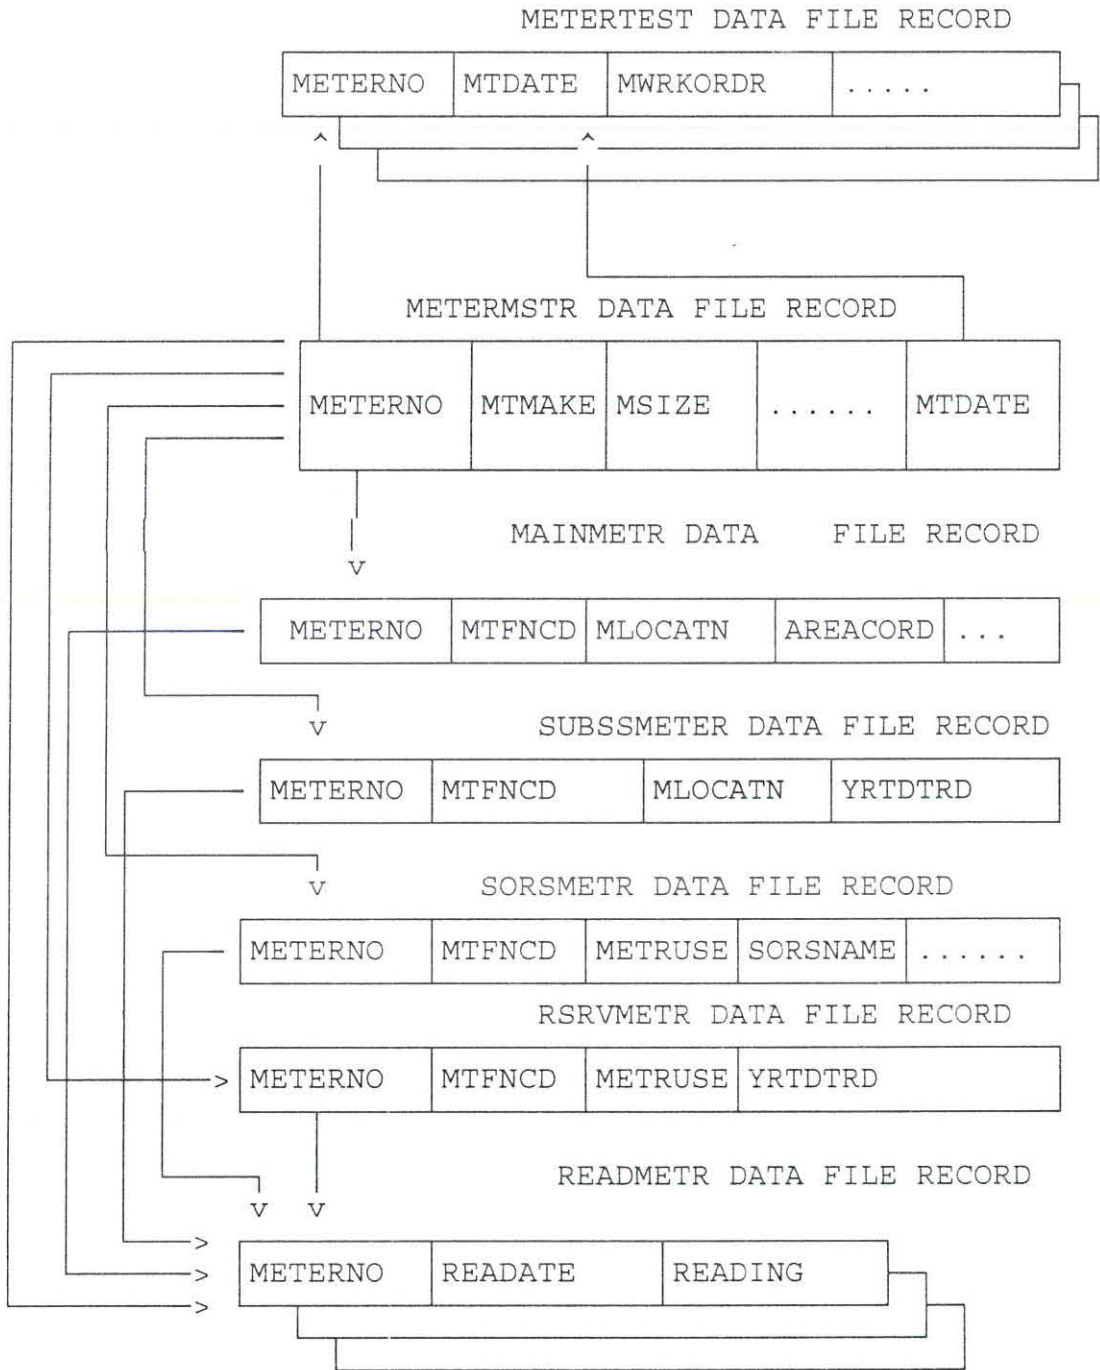 METERTEST DATA FILE RECORD
METERNO MTDATE MWRKORDR .....
METERMSTR DATA FILE RECORD
METERNO MTMAKE MSIZE ...... MTDATE
MAINMETR DATA FILE RECORD
METERNO MTFNCD MLOCATN AREACORD ...
SUBSSMETER DATA FILE RECORD
METERNO MTFNCD MLOCATN YRTDTRD
SORSMETR DATA FILE RECORD
METERNO MTFNCD METRUSE SORSNAME ......
RSRVMETR DATA FILE RECORD
METERNO MTFNCD METRUSE YRTDTRD
READMETR DATA FILE RECORD
METERNO READATE READING